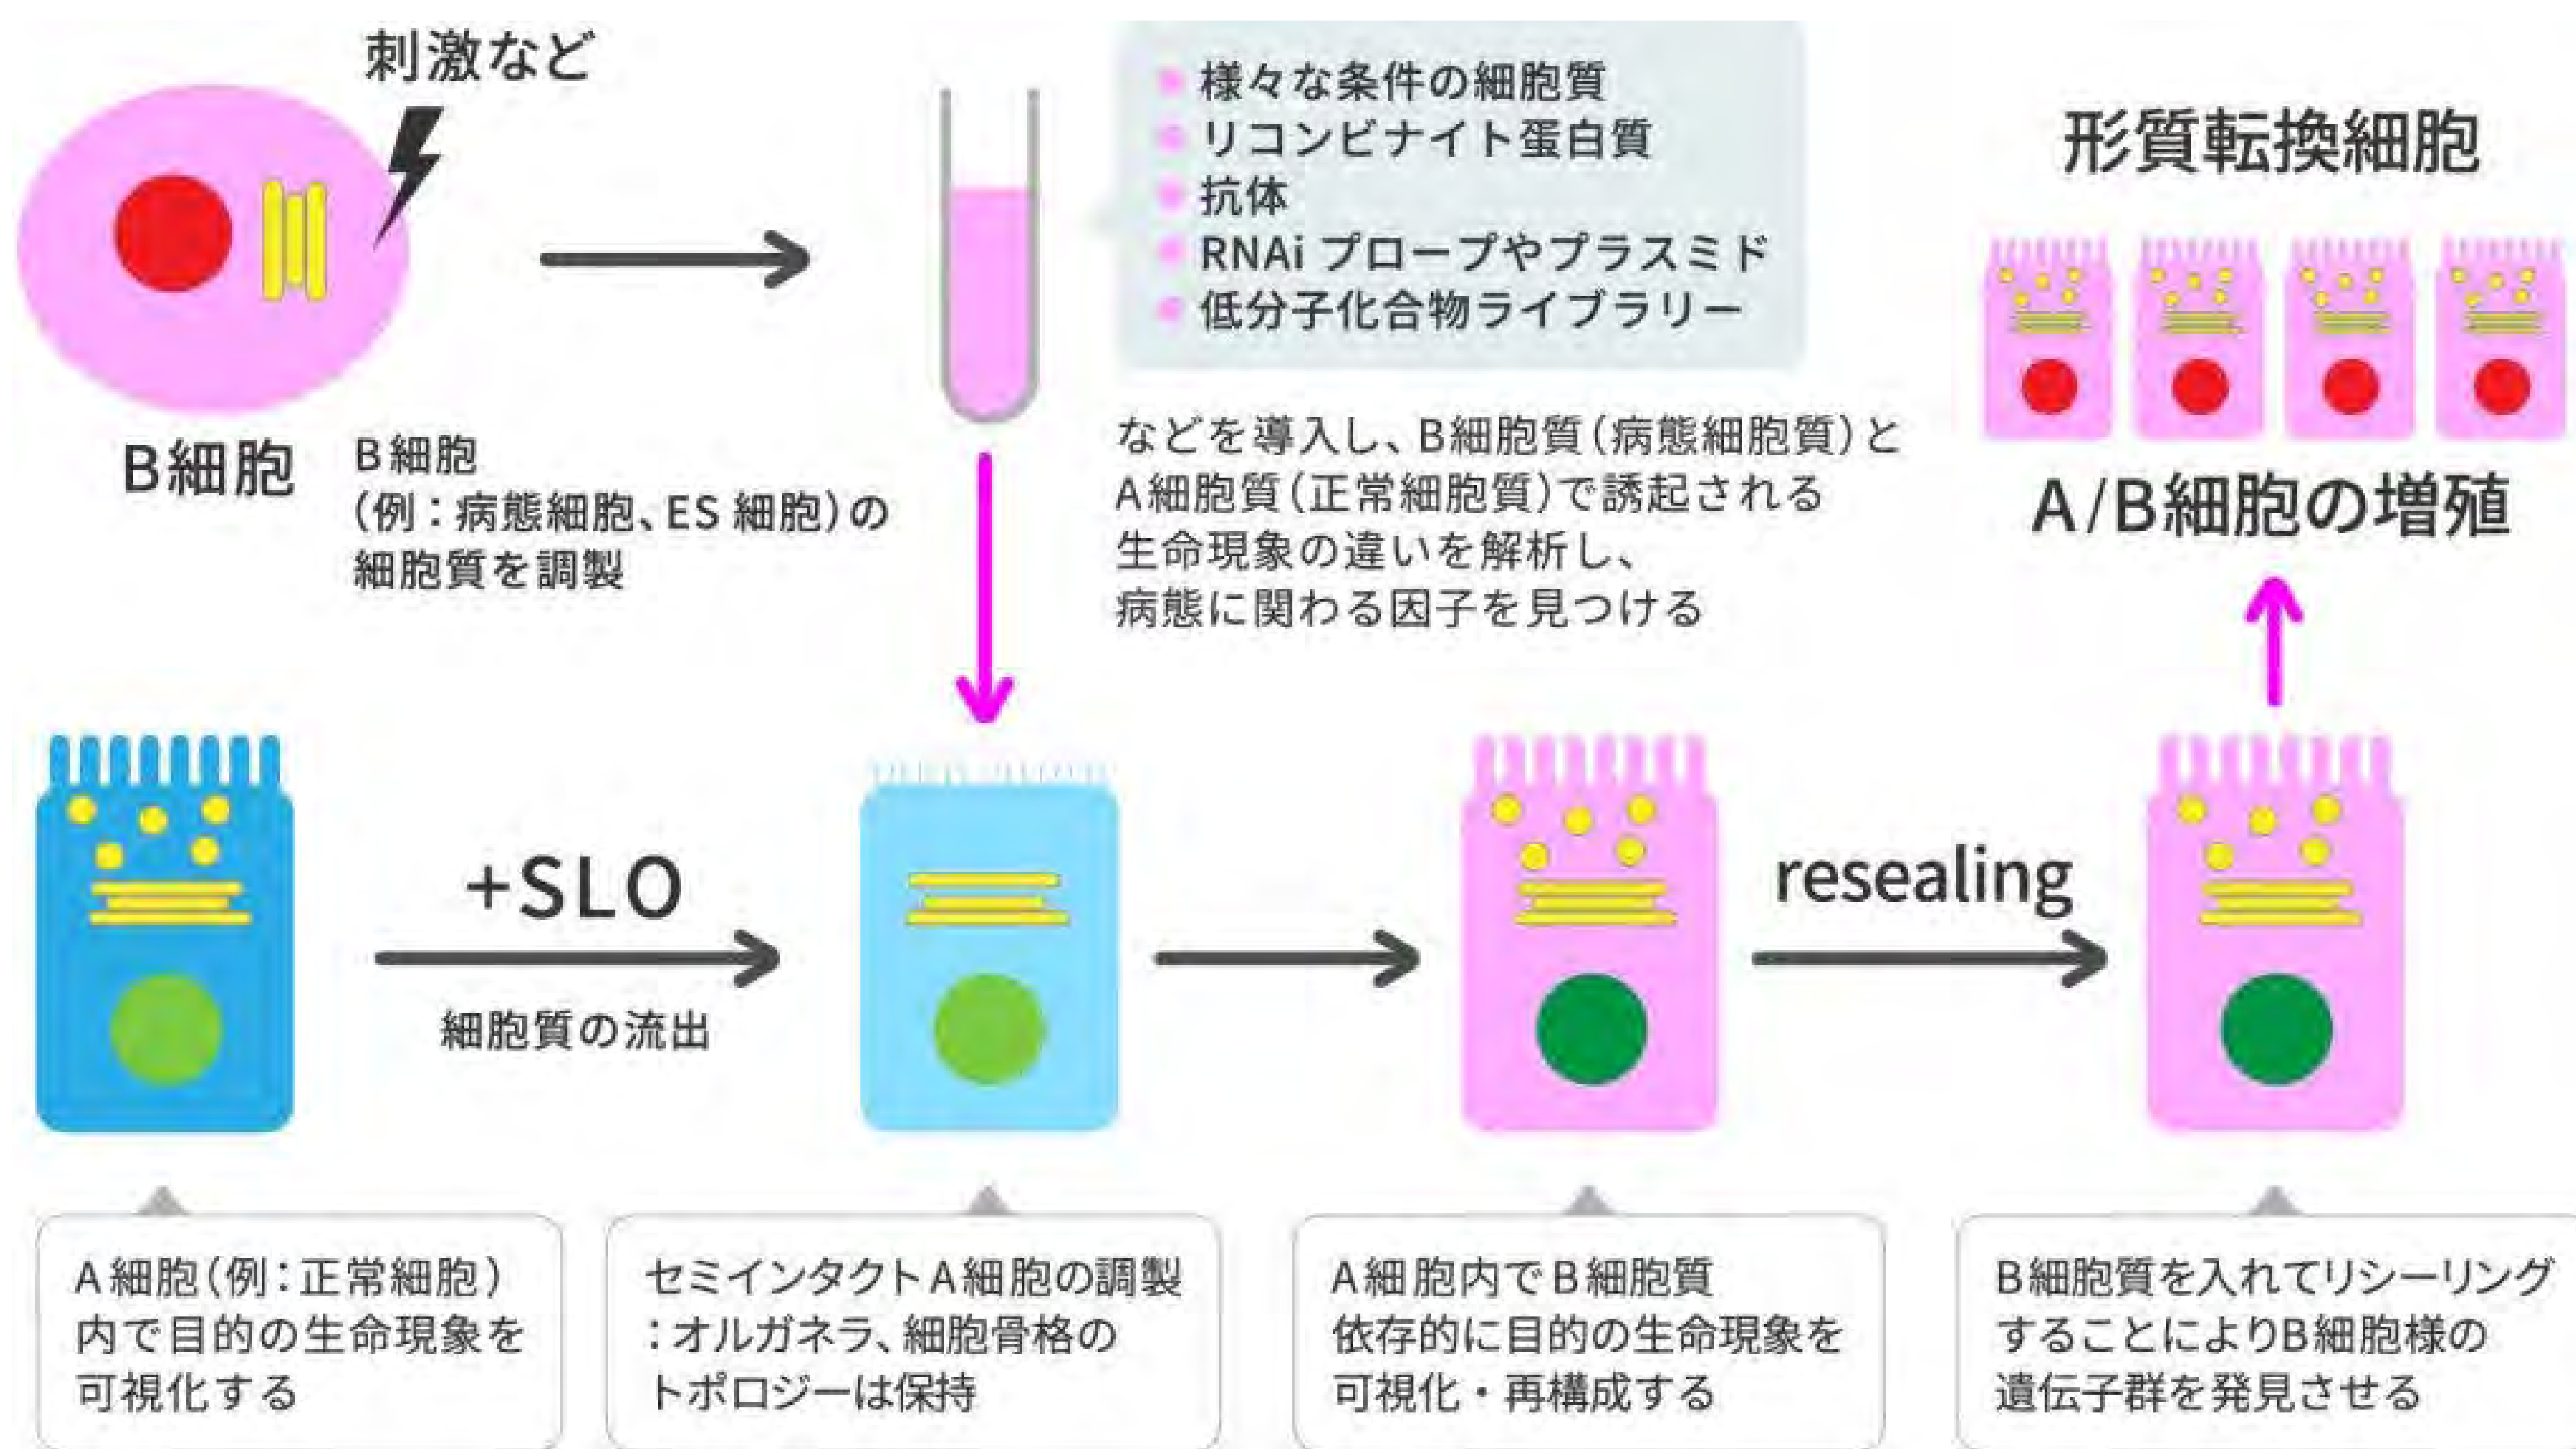 刺激など
B細胞
B細胞
（例：病態細胞、ES 細胞）の
細胞質を調製
様々な条件の細胞質
リコンビナイト蛋白質
抗体
RNAi プローブやプラスミド
低分子化合物ライブラリー
などを導入し、B細胞質（病態細胞質）と
A細胞質（正常細胞質）で誘起される
生命現象の違いを解析し、
病態に関わる因子を見つける
形質転換細胞
A/B細胞の増殖
+SLO
細胞質の流出
resealing
A細胞（例：正常細胞）
内で目的の生命現象を
可視化する
セミインタクトA細胞の調製
：オルガネラ、細胞骨格の
トポロジーは保持
A細胞内でB細胞質
依存的に目的の生命現象を
可視化・再構成する
B細胞質を入れてリシーリング
することによりB細胞様の
遺伝子群を発見させる